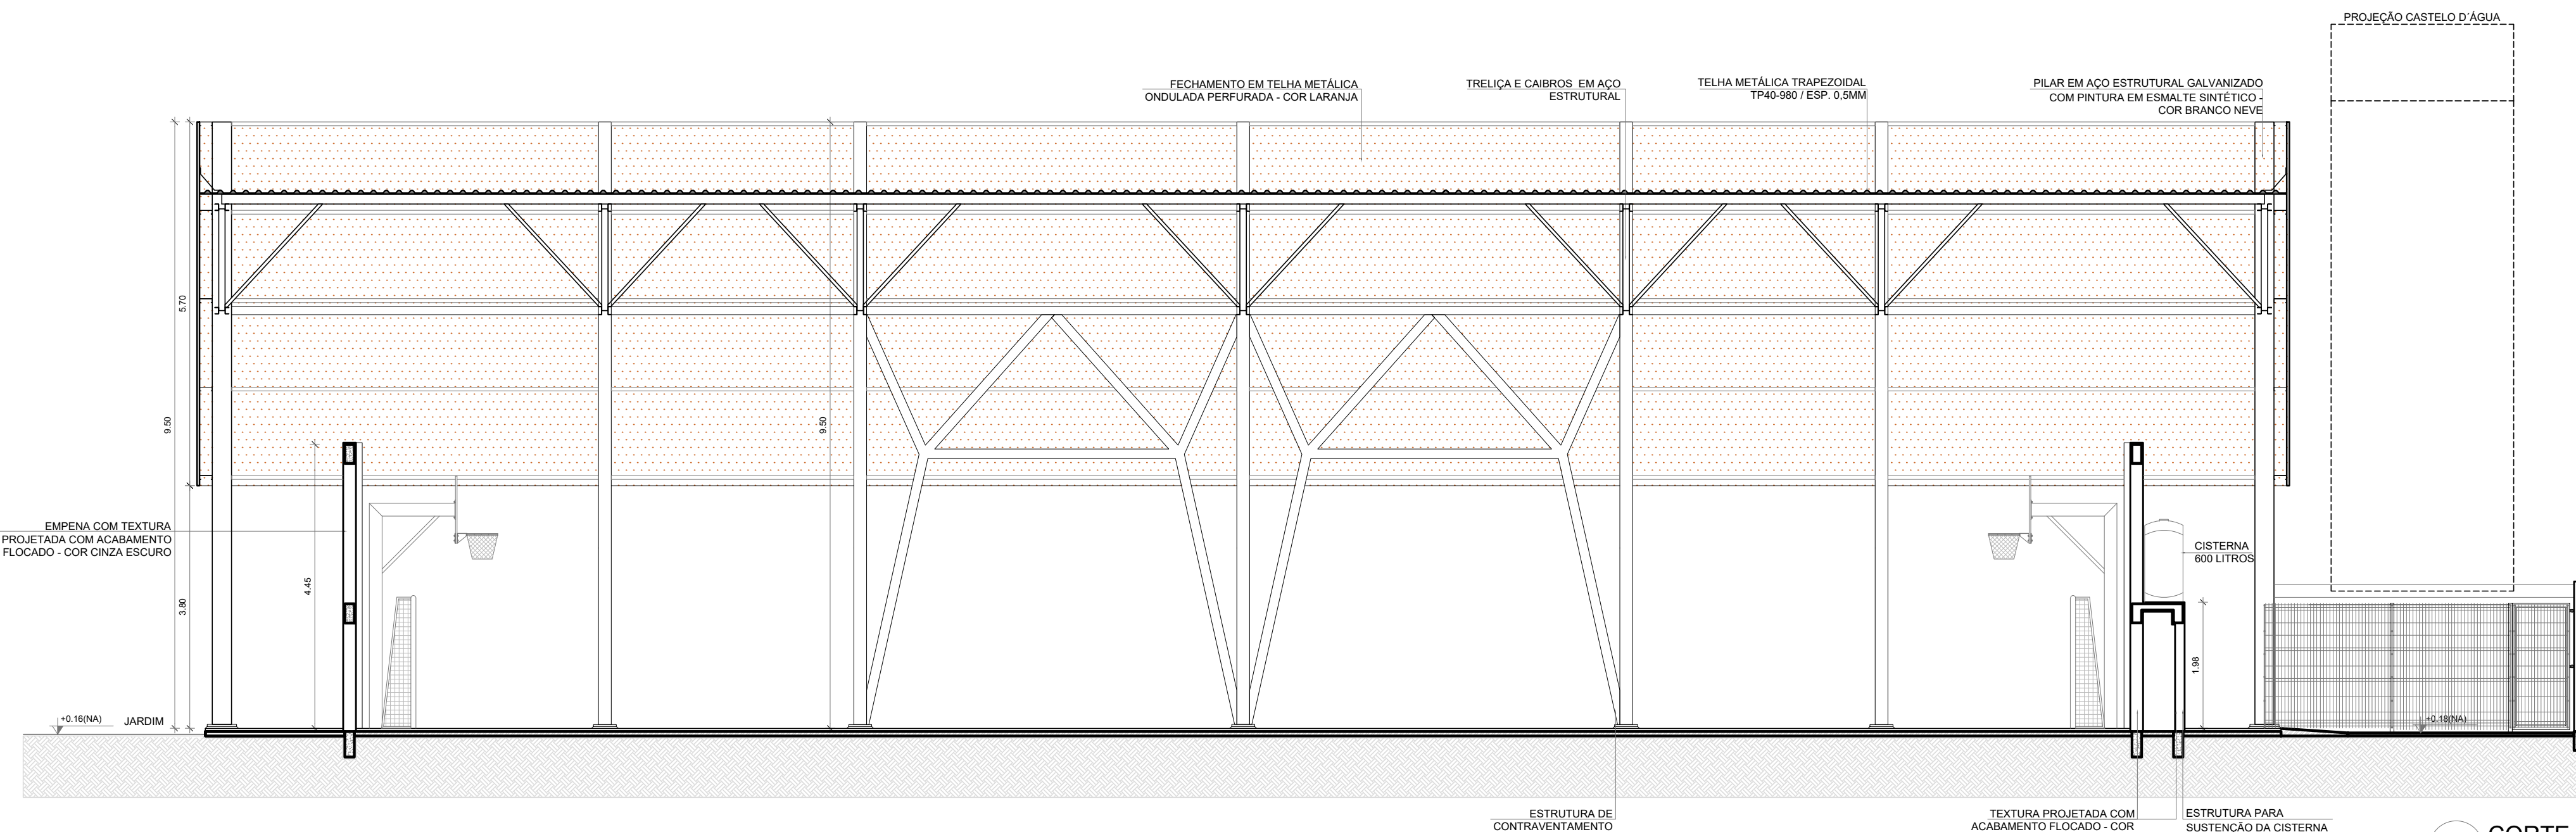 PROJEÇÃO CASTELO D´ÁGUA
FECHAMENTO EM TELHA METÁLICA
ONDULADA PERFURADA - COR LARANJA
TRELIÇA E CAIBROS EM AÇO
ESTRUTURAL
TELHA METÁLICA TRAPEZOIDAL
TP40-980 / ESP. 0,5MM
PILAR EM AÇO ESTRUTURAL GALVANIZADO
COM PINTURA EM ESMALTE SINTÉTICO -
COR BRANCO NEVE
5.70
9.50
9.50
EMPENA COM TEXTURA
PROJETADA COM ACABAMENTO
FLOCADO - COR CINZA ESCURO
4.45
3.80
CISTERNA
600 LITROS
1.98
+0.16(NA)
JARDIM
+0.18(NA)
ESTRUTURA DE
CONTRAVENTAMENTO
TEXTURA PROJETADA COM
ACABAMENTO FLOCADO - COR
ESTRUTURA PARA
SUSTENÇÃO DA CISTERNA
CORTE